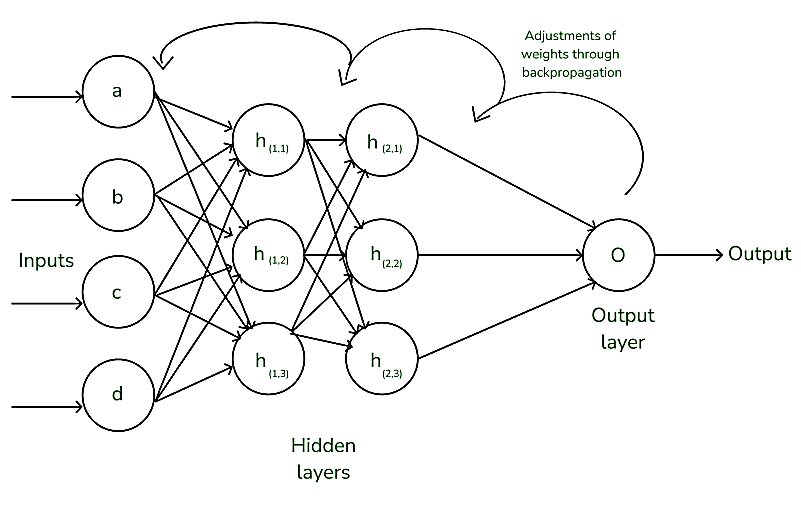 Adjustments of
weights through
backpropagation
a
h (1,1)
h (2,1)
b
Inputs
h (1,2)
h (2,2)
O
Output
c
Output
layer
h (1,3)
h (2,3)
d
Hidden
layers